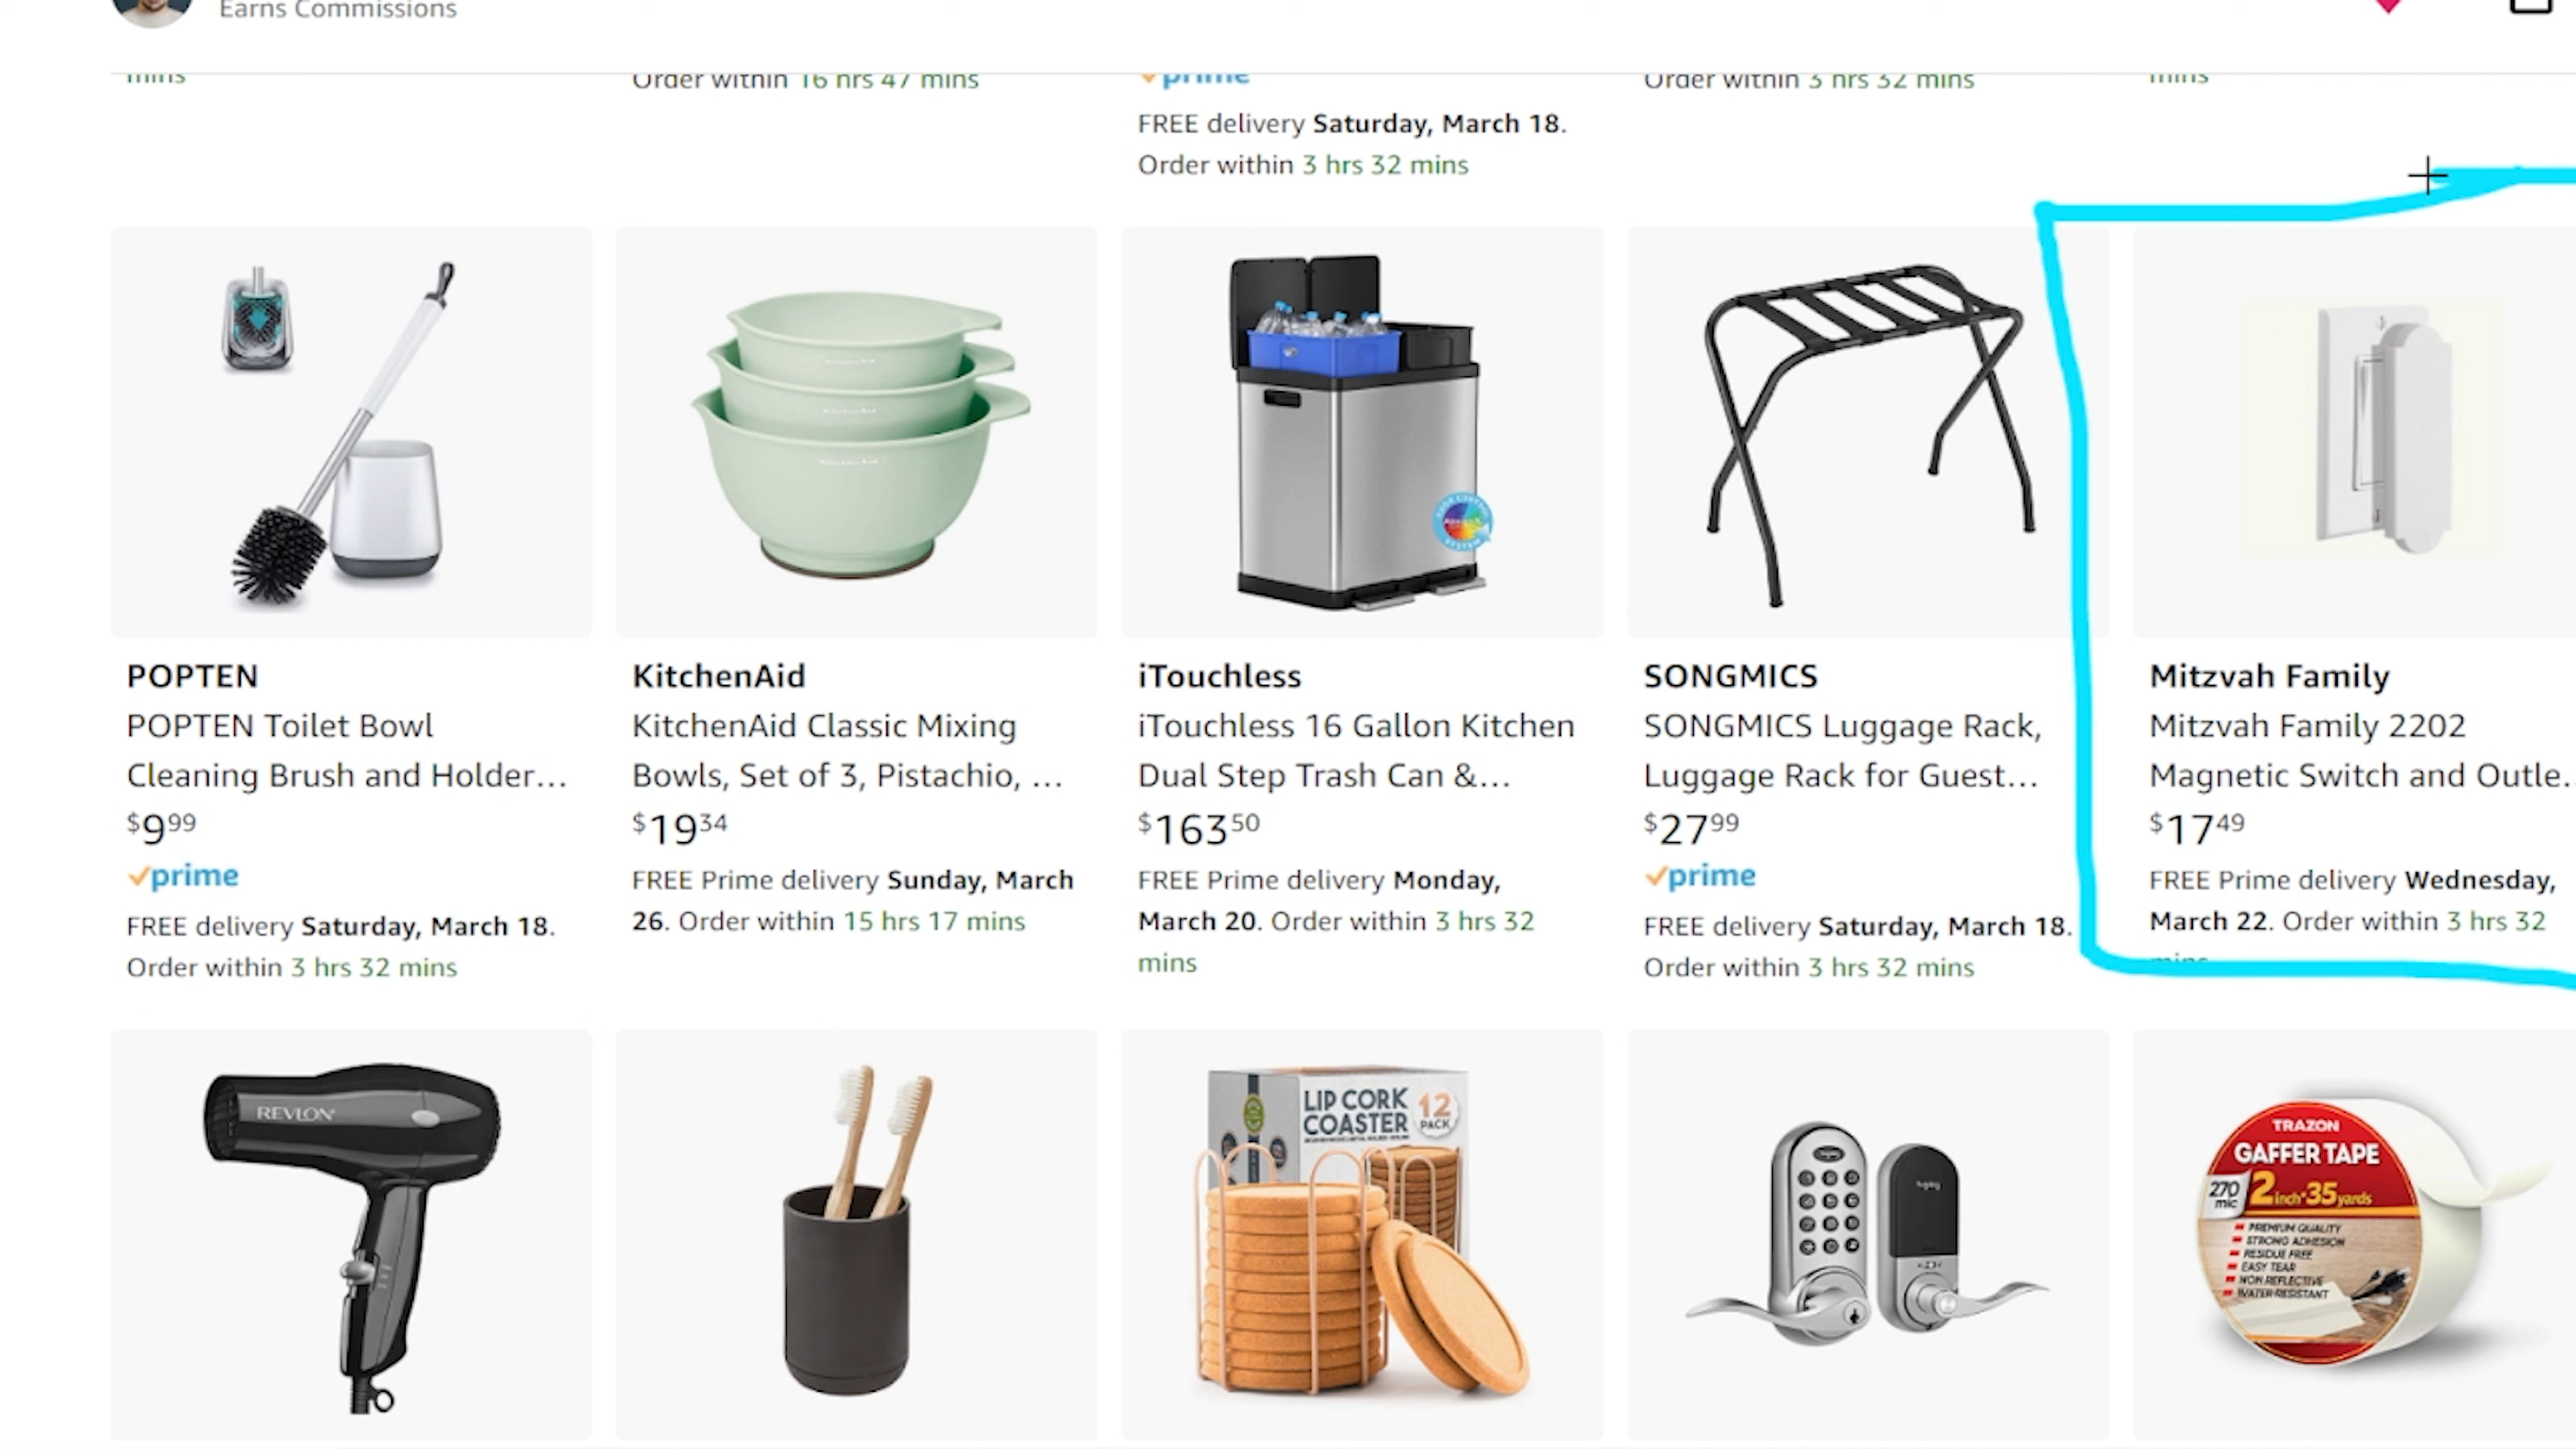 Earns Commissions
mins
Order within 16 hrs 47 mins
prime
FREE delivery Saturday, March 18.
Order within 3 hrs 32 mins
Order within 3 hrs 32 mins
mins
POPTEN
POPTEN Toilet Bowl
Cleaning Brush and Holder...
$9.99
prime
FREE delivery Saturday, March 18.
Order within 3 hrs 32 mins
KitchenAid
KitchenAid Classic Mixing
Bowls, Set of 3, Pistachio, ...
$19.34
FREE Prime delivery Sunday, March
26. Order within 15 hrs 17 mins
iTouchless
iTouchless 16 Gallon Kitchen
Dual Step Trash Can &...
$163.50
FREE Prime delivery Monday,
March 20. Order within 3 hrs 32
mins
SONGMICS
SONGMICS Luggage Rack,
Luggage Rack for Guest...
$27.99
prime
FREE delivery Saturday, March 18.
Order within 3 hrs 32 mins
Mitzvah Family
Mitzvah Family 2202
Magnetic Switch and Outle...
$17.49
FREE Prime delivery Wednesday,
March 22. Order within 3 hrs 32
mins
REVLON
LIP CORK
COASTER
12
PACK
TRAZON
GAFFER TAPE
270
mic
2 inch*35 yards
PREMIUM QUALITY
STRONG ADHESION
RESIDUE FREE
EASY TEAR
NON REFLECTIVE
WATER RESISTANT